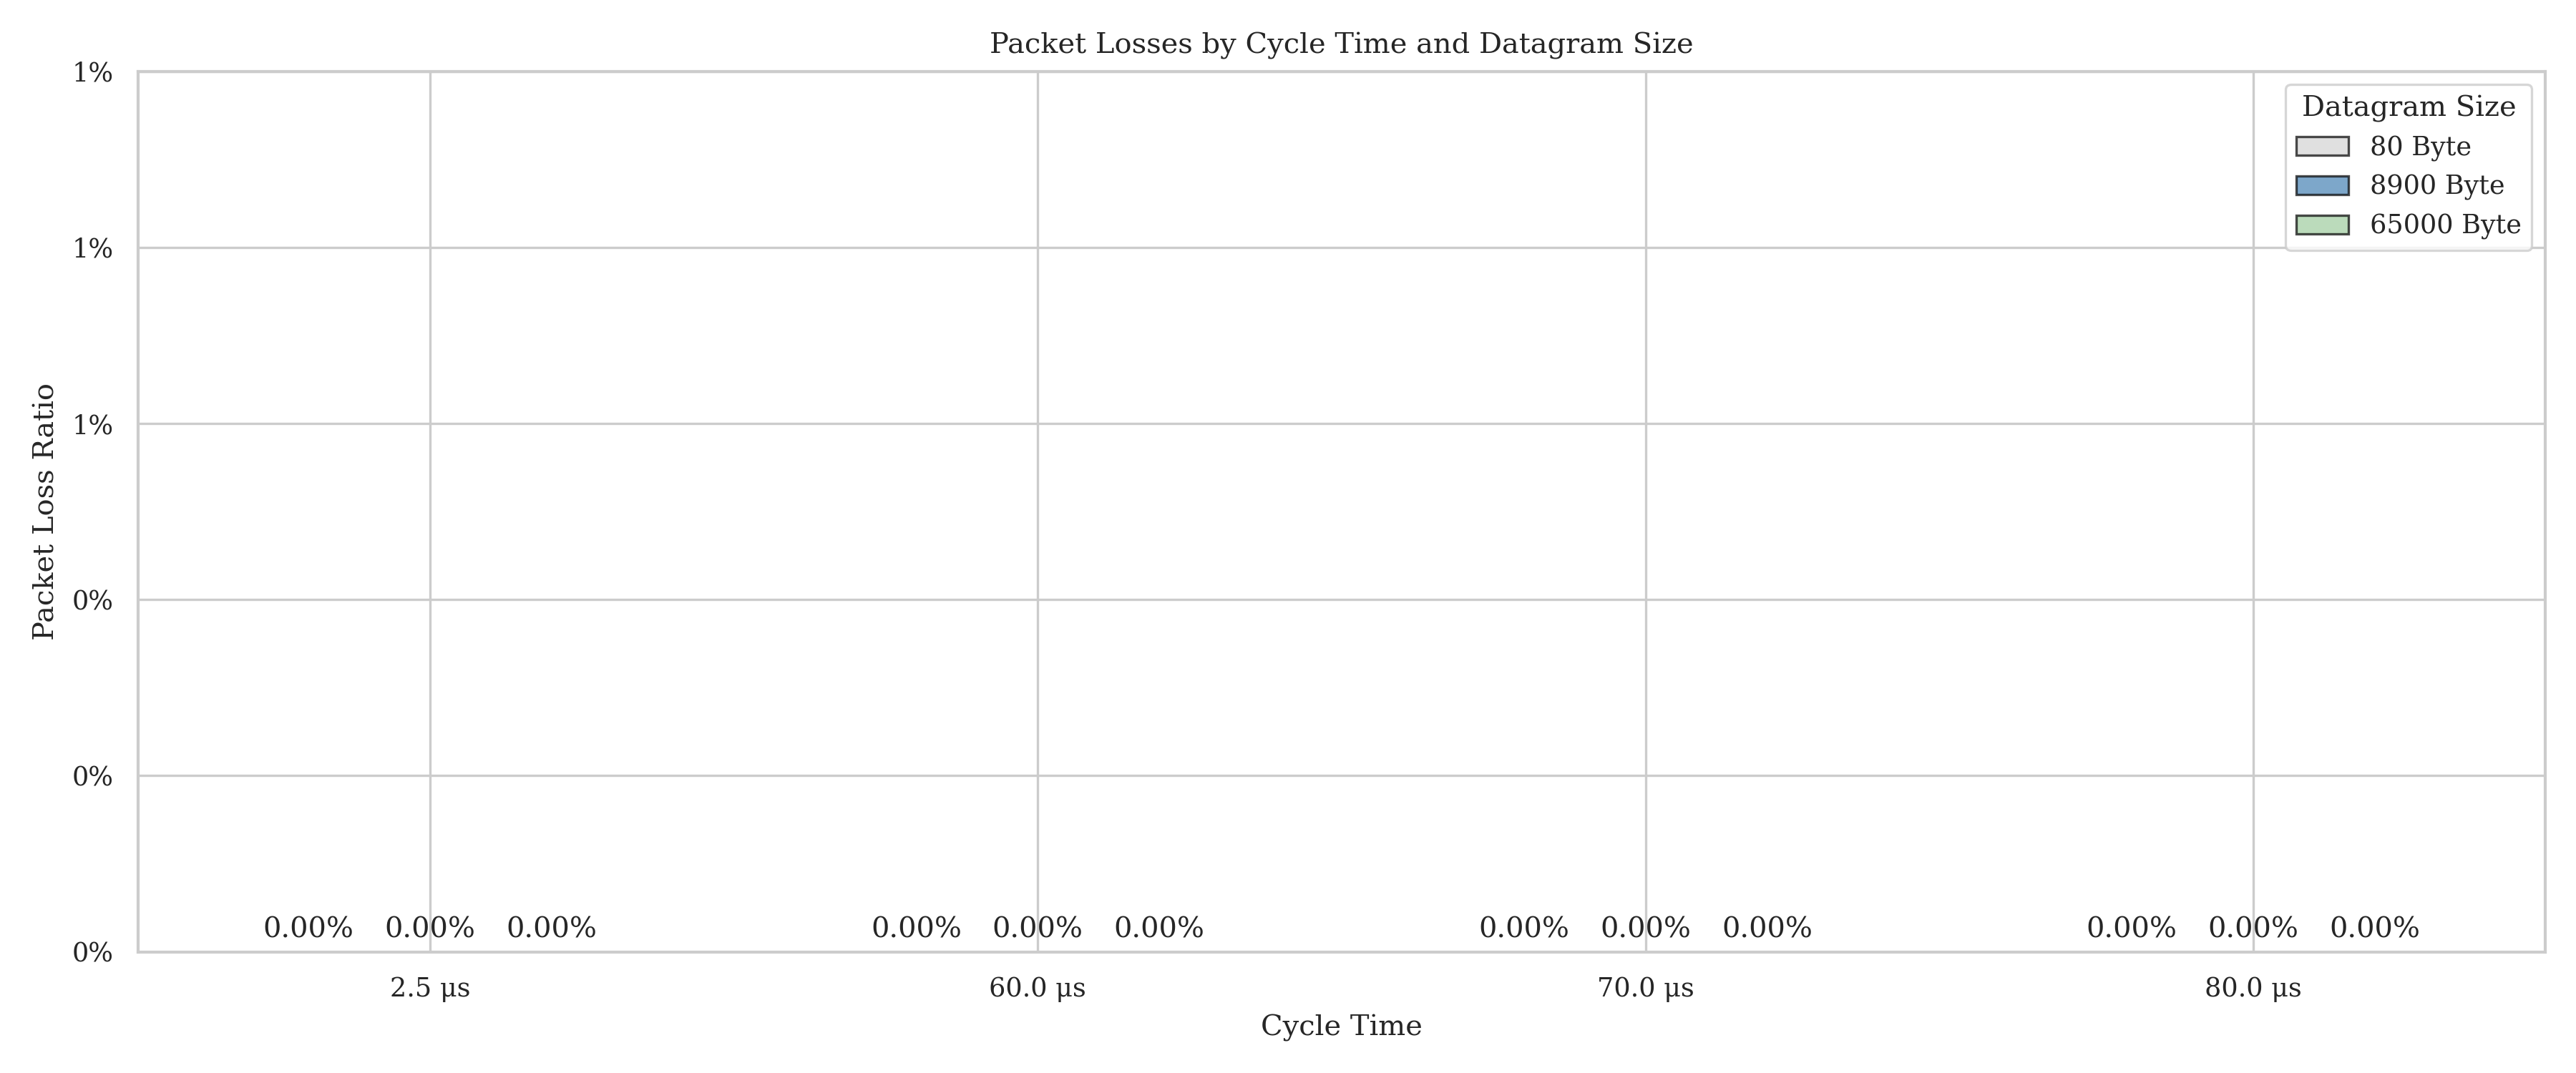 Packet Losses by Cycle Time and Datagram Size
1%
1%
1%
0%
0%
0%
Packet Loss Ratio
Datagram Size
80 Byte
8900 Byte
65000 Byte
0.00% 0.00% 0.00% 0.00% 0.00% 0.00% 0.00% 0.00% 0.00% 0.00% 0.00% 0.00%
2.5 µs 60.0 µs 70.0 µs 80.0 µs
Cycle Time